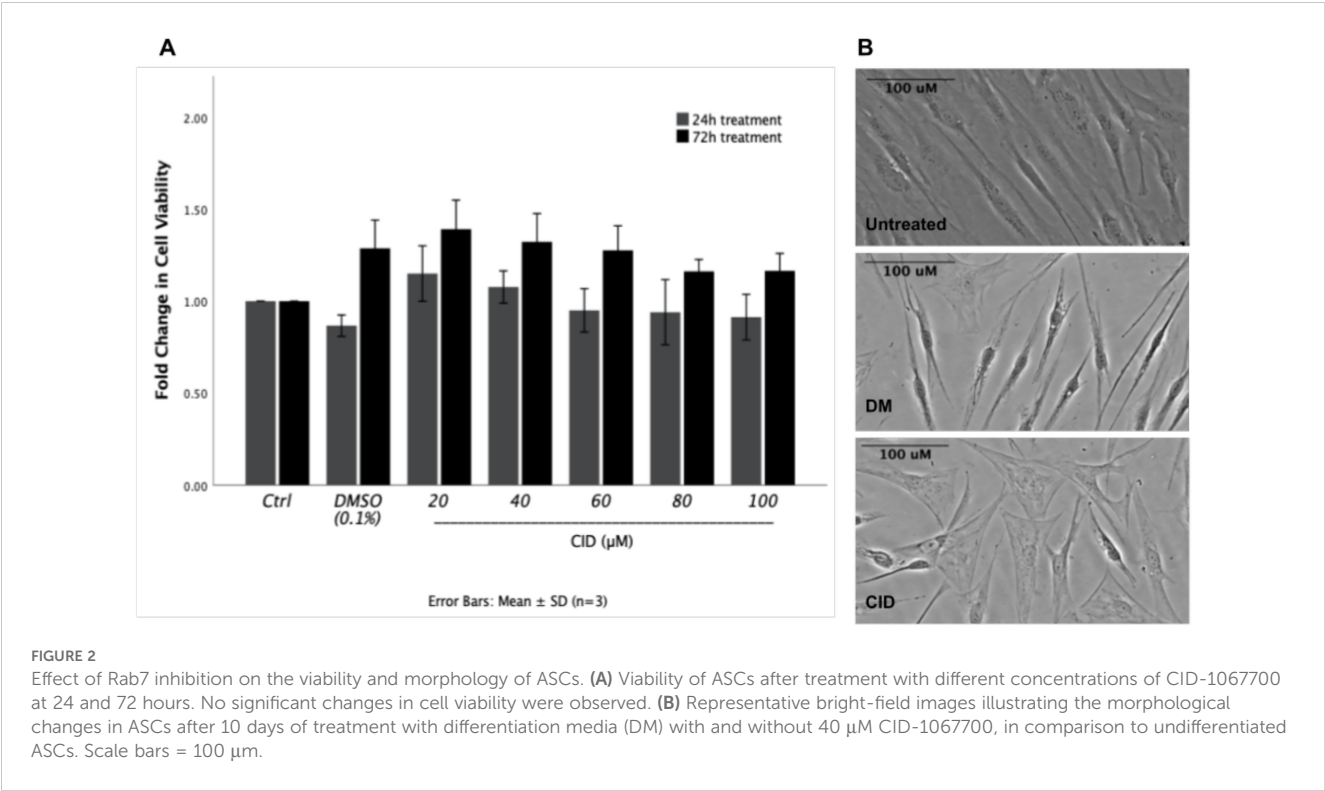 A
2.00
1.50
1.00
0.50
0.00
Fold Change in Cell Viability
24h treatment
72h treatment
Ctrl DMSO (0.1%) 20 40 60 80 100
CID (µM)
Error Bars: Mean ± SD (n=3)
B
100 uM
Untreated
100 uM
DM
100 uM
CID
FIGURE 2
Effect of Rab7 inhibition on the viability and morphology of ASCs. (A) Viability of ASCs after treatment with different concentrations of CID-1067700
at 24 and 72 hours. No significant changes in cell viability were observed. (B) Representative bright-field images illustrating the morphological
changes in ASCs after 10 days of treatment with differentiation media (DM) with and without 40 µM CID-1067700, in comparison to undifferentiated
ASCs. Scale bars = 100 µm.